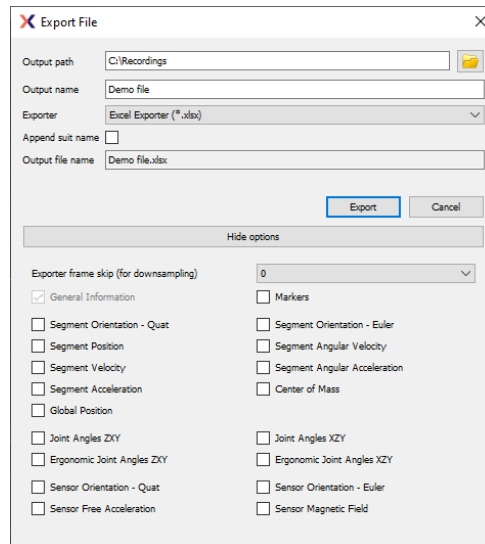 Export File
Output path C:\Recordings
Output name Demo file
Exporter Excel Exporter (*.xlsx)
Append suit name
Output file name Demo file.xlsx
Export Cancel
Hide options
Exporter frame skip (for downsampling) 0
General Information Markers
Segment Orientation - Quat Segment Orientation - Euler
Segment Position Segment Angular Velocity
Segment Velocity Segment Angular Acceleration
Segment Acceleration Center of Mass
Global Position
Joint Angles ZXY Joint Angles XZY
Ergonomic Joint Angles ZXY Ergonomic Joint Angles XZY
Sensor Orientation - Quat Sensor Orientation - Euler
Sensor Free Acceleration Sensor Magnetic Field